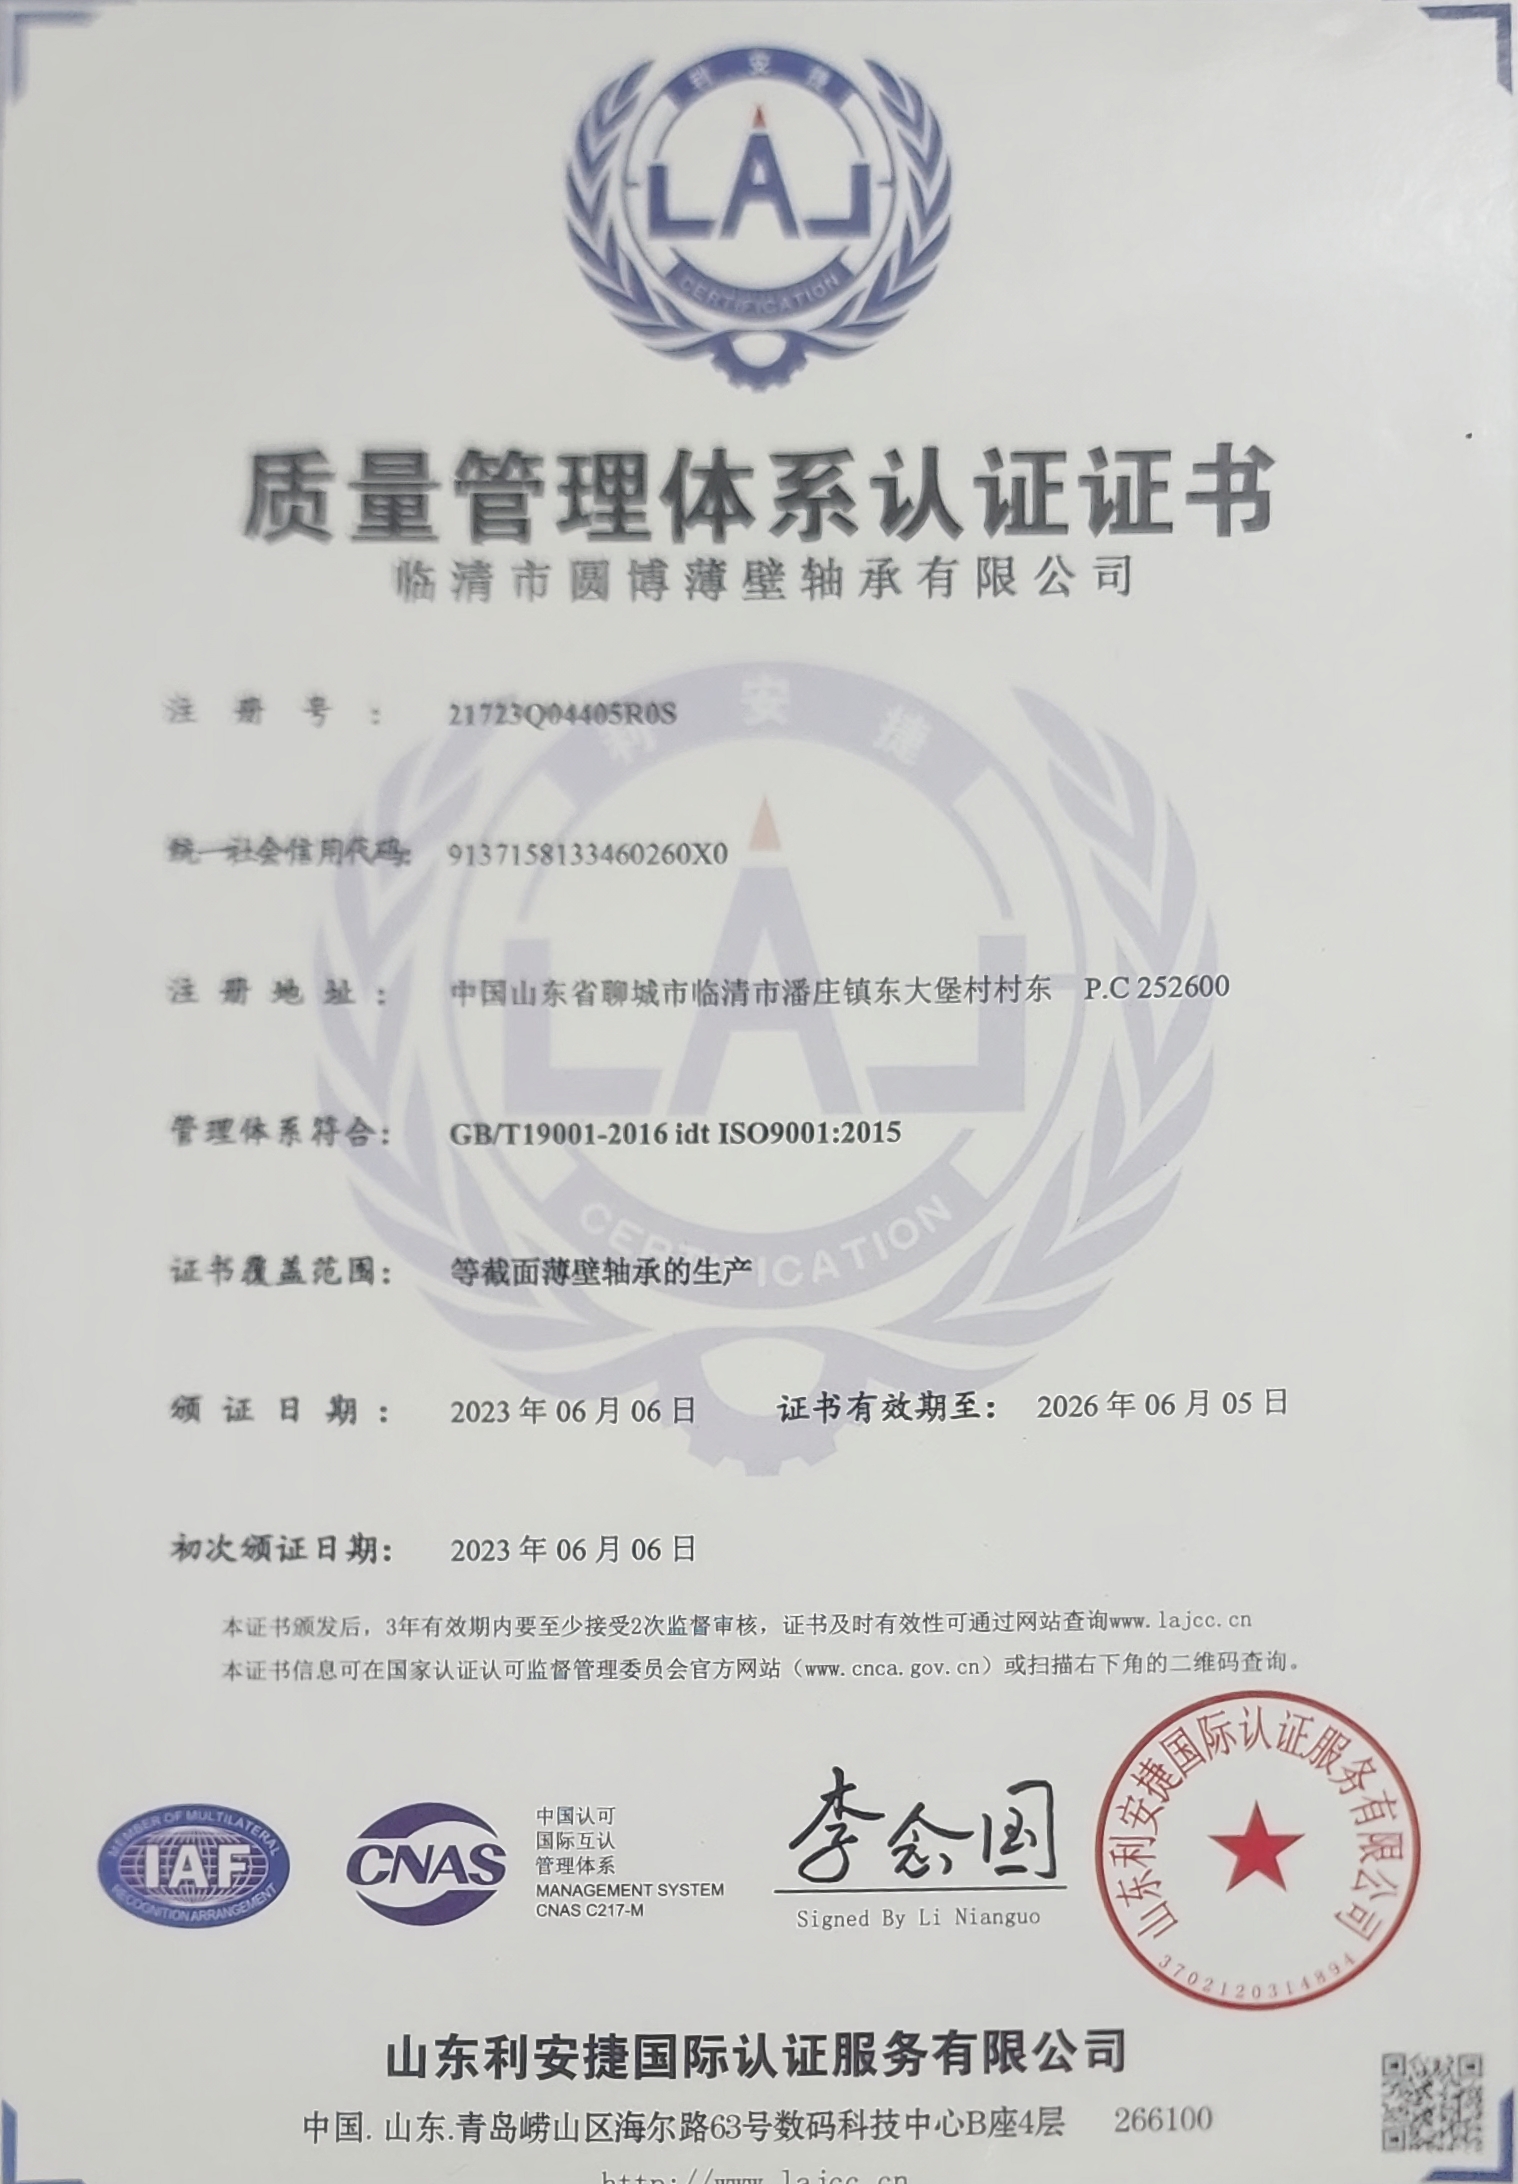 利安捷
LAJ
CERTIFICATION
质量管理体系认证证书
临清市圆博薄壁轴承有限公司
注册号： 21723Q04405R0S
统一社会信用代码: 9137158133460260X0
注册地址： 中国山东省聊城市临清市潘庄镇东大堡村村东 P.C 252600
管理体系符合： GB/T19001-2016 idt ISO9001:2015
证书覆盖范围： 等截面薄壁轴承的生产
颁证日期： 2023 年 06 月 06 日 证书有效期至： 2026 年 06 月 05 日
初次颁证日期： 2023 年 06 月 06 日
利安捷
LAJ
CERTIFICATION
本证书颁发后，3年有效期内要至少接受2次监督审核，证书及时有效性可通过网站查询www.lajcc.cn
本证书信息可在国家认证认可监督管理委员会官方网站（www.cnca.gov.cn）或扫描右下角的二维码查询。
MEMBER OF MULTILATERAL
IAF
RECOGNITION ARRANGEMENT
CNAS
中国认可
国际互认
管理体系
MANAGEMENT SYSTEM
CNAS C217-M
李念国
Signed By Li Nianguo
山东利安捷国际认证服务有限公司
3702120314894
山东利安捷国际认证服务有限公司
中国. 山东.青岛崂山区海尔路63号数码科技中心B座4层 266100
http://www.lajcc.cn